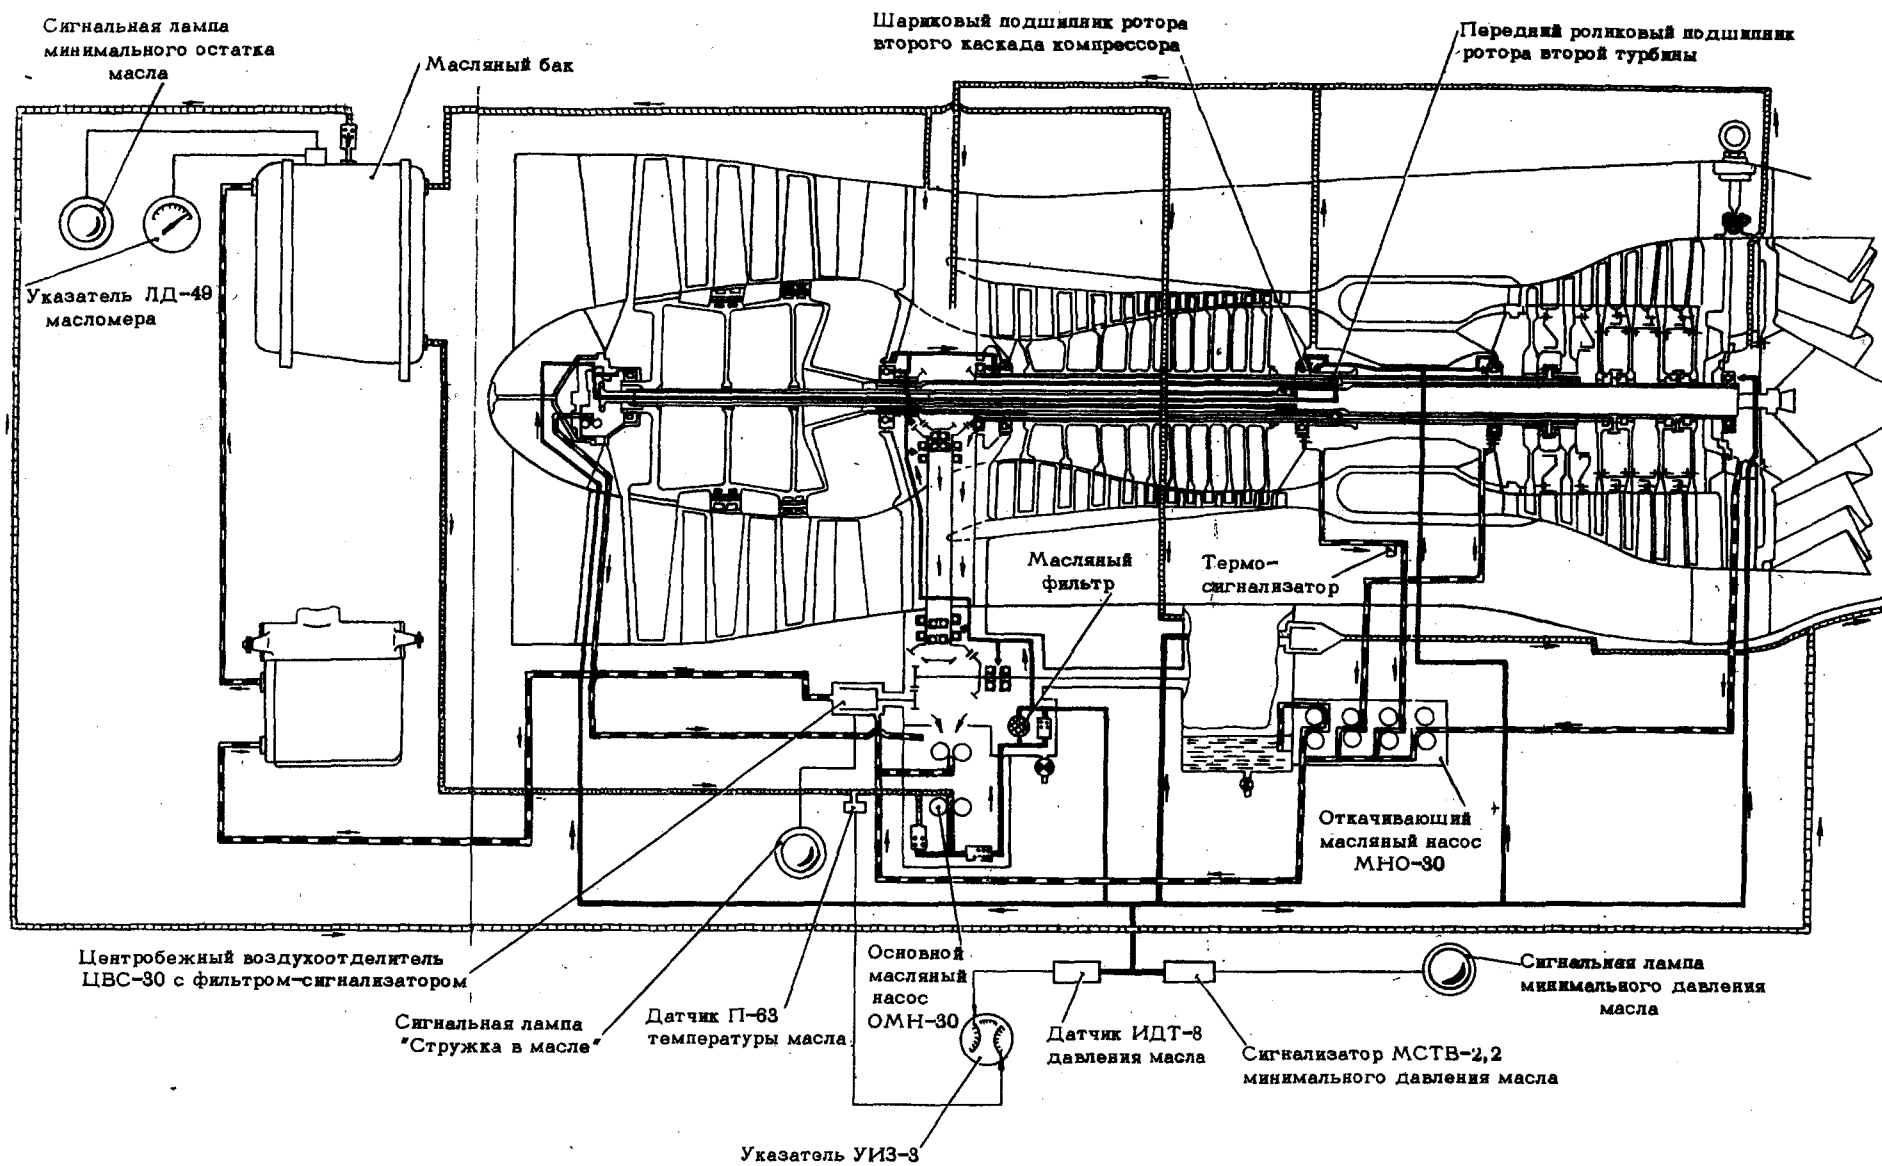 Сигнальная лампа
минимального остатка
масла
Масляный бак
Шариковый подшипник ротора
второго каскада компрессора
Передний роликовый подшипник
ротора второй турбины
Указатель ЛД-49
масломера
Масляный
фильтр
Термо-
сигнализатор
Откачивающий
масляный насос
МНО-30
Центробежный воздухоотделитель
ЦВС-30 с фильтром-сигнализатором
Сигнальная лампа
"Стружка в масле"
Датчик П-63
температуры масла
Основной
масляный
насос
ОМН-30
Датчик ИДТ-8
давления масла
Сигнализатор МСТВ-2,2
минимального давления масла
Сигнальная лампа
минимального давления
масла
Указатель УИЗ-3